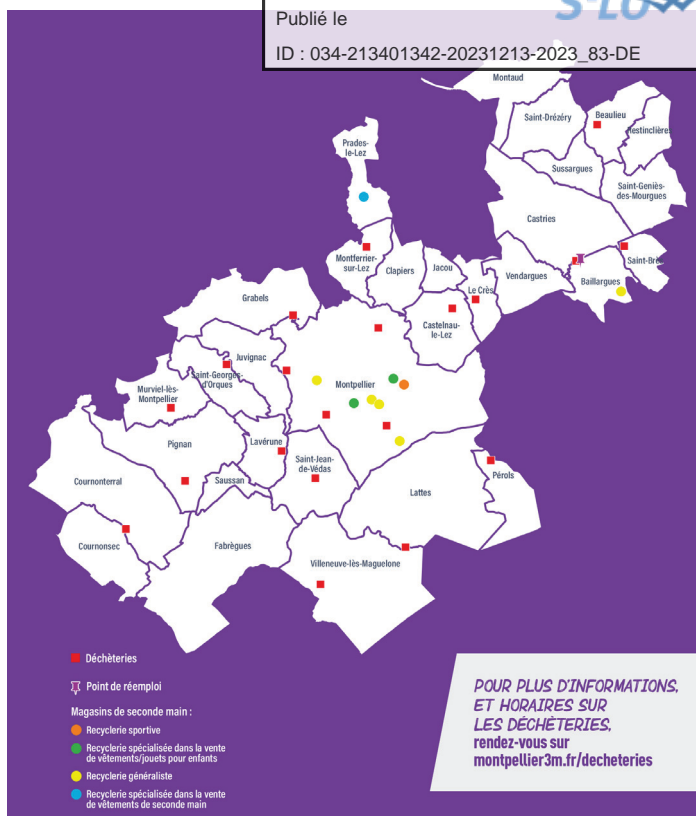 S-LO
Publié le
ID : 034-213401342-20231213-2023_83-DE
Montaud
Saint-Drézéry
Beaulieu
Restinclières
Prades-
le-Lez
Sussargues
Saint-Geniès-
des-Mourgues
Castries
Montferrier-
sur-Lez
Clapiers
Jacou
Vendargues
Saint-Brès
Baillargues
Le Crès
Grabels
Castelnau-
le-Lez
Juvignac
Saint-Georges-
d'Orques
Montpellier
Murviel-lès-
Montpellier
Pignan
Lavérune
Saint-Jean-
de-Védas
Pérols
Cournonterral
Saussan
Lattes
Cournonsec
Fabrègues
Villeneuve-lès-Maguelone
Déchèteries
Point de réemploi
Magasins de seconde main :
Recyclerie sportive
Recyclerie spécialisée dans la vente
de vêtements/jouets pour enfants
Recyclerie généraliste
Recyclerie spécialisée dans la vente
de vêtements de seconde main
POUR PLUS D'INFORMATIONS,
ET HORAIRES SUR
LES DÉCHÈTERIES,
rendez-vous sur
montpellier3m.fr/decheteries